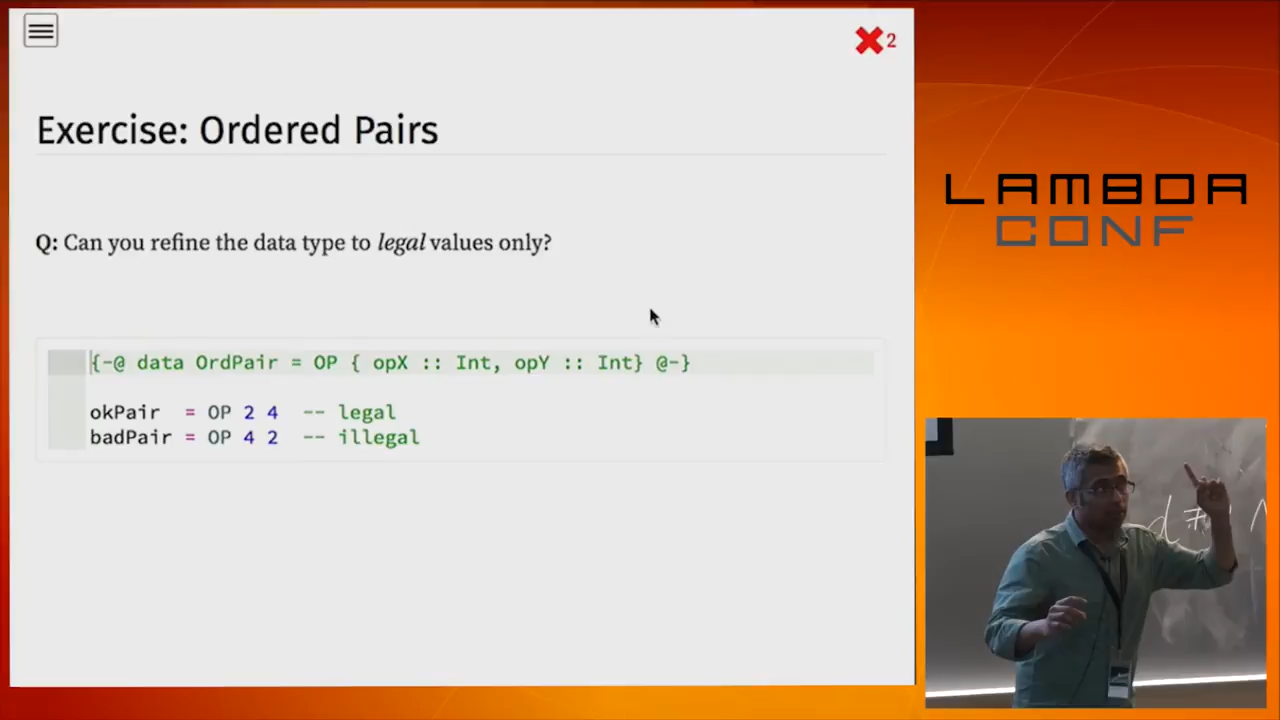 2
Exercise: Ordered Pairs
Q: Can you refine the data type to legal values only?
{-@ data OrdPair = OP { opX :: Int, opY :: Int} @-}
okPair = OP 2 4 -- legal
badPair = OP 4 2 -- illegal
LAMBDA
CONF